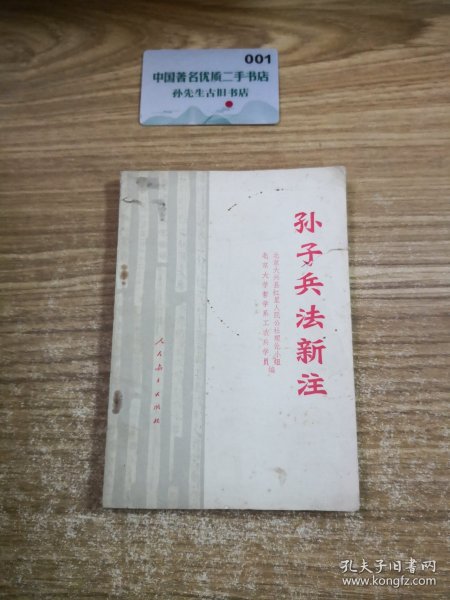 001
中国著名优质二手书店
孙先生古旧书店
孙子兵法新注
北京大兴县红星人民公社理论小组
北京大学哲学系工农兵学员
编
人民教育出版社
孔夫子旧书网
www.kongfz.com